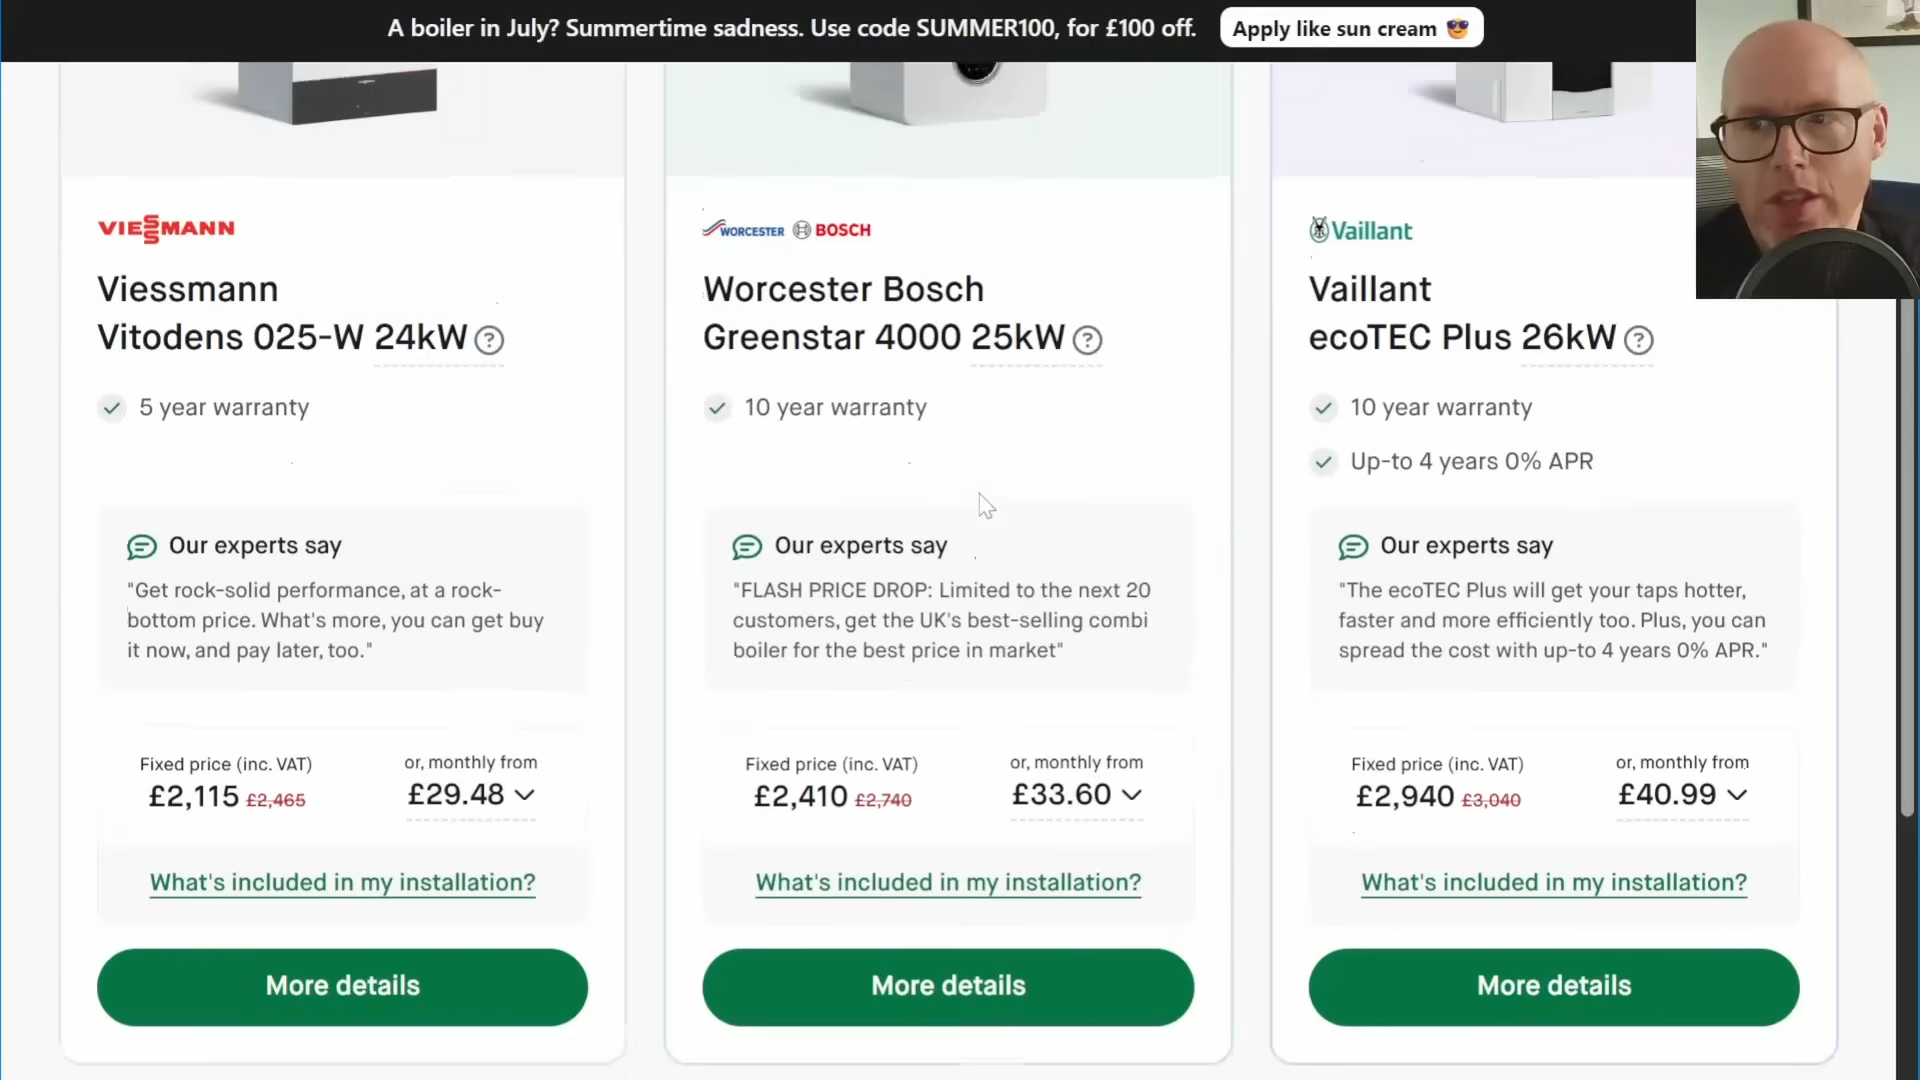 A boiler in July? Summertime sadness. Use code SUMMER100, for £100 off.
Apply like sun cream 😎
VIESSMANN
Viessmann
Vitodens 025-W 24kW ?
5 year warranty
Our experts say
"Get rock-solid performance, at a rock-
bottom price. What's more, you can get buy
it now, and pay later, too."
Fixed price (inc. VAT)
£2,115 £2,465
or, monthly from
£29.48
What's included in my installation?
More details
WORCESTER BOSCH
Worcester Bosch
Greenstar 4000 25kW ?
10 year warranty
Our experts say
"FLASH PRICE DROP: Limited to the next 20
customers, get the UK's best-selling combi
boiler for the best price in market"
Fixed price (inc. VAT)
£2,410 £2,740
or, monthly from
£33.60
What's included in my installation?
More details
Vaillant
Vaillant
ecoTEC Plus 26kW ?
10 year warranty
Up-to 4 years 0% APR
Our experts say
"The ecoTEC Plus will get your taps hotter,
faster and more efficiently too. Plus, you can
spread the cost with up-to 4 years 0% APR."
Fixed price (inc. VAT)
£2,940 £3,040
or, monthly from
£40.99
What's included in my installation?
More details